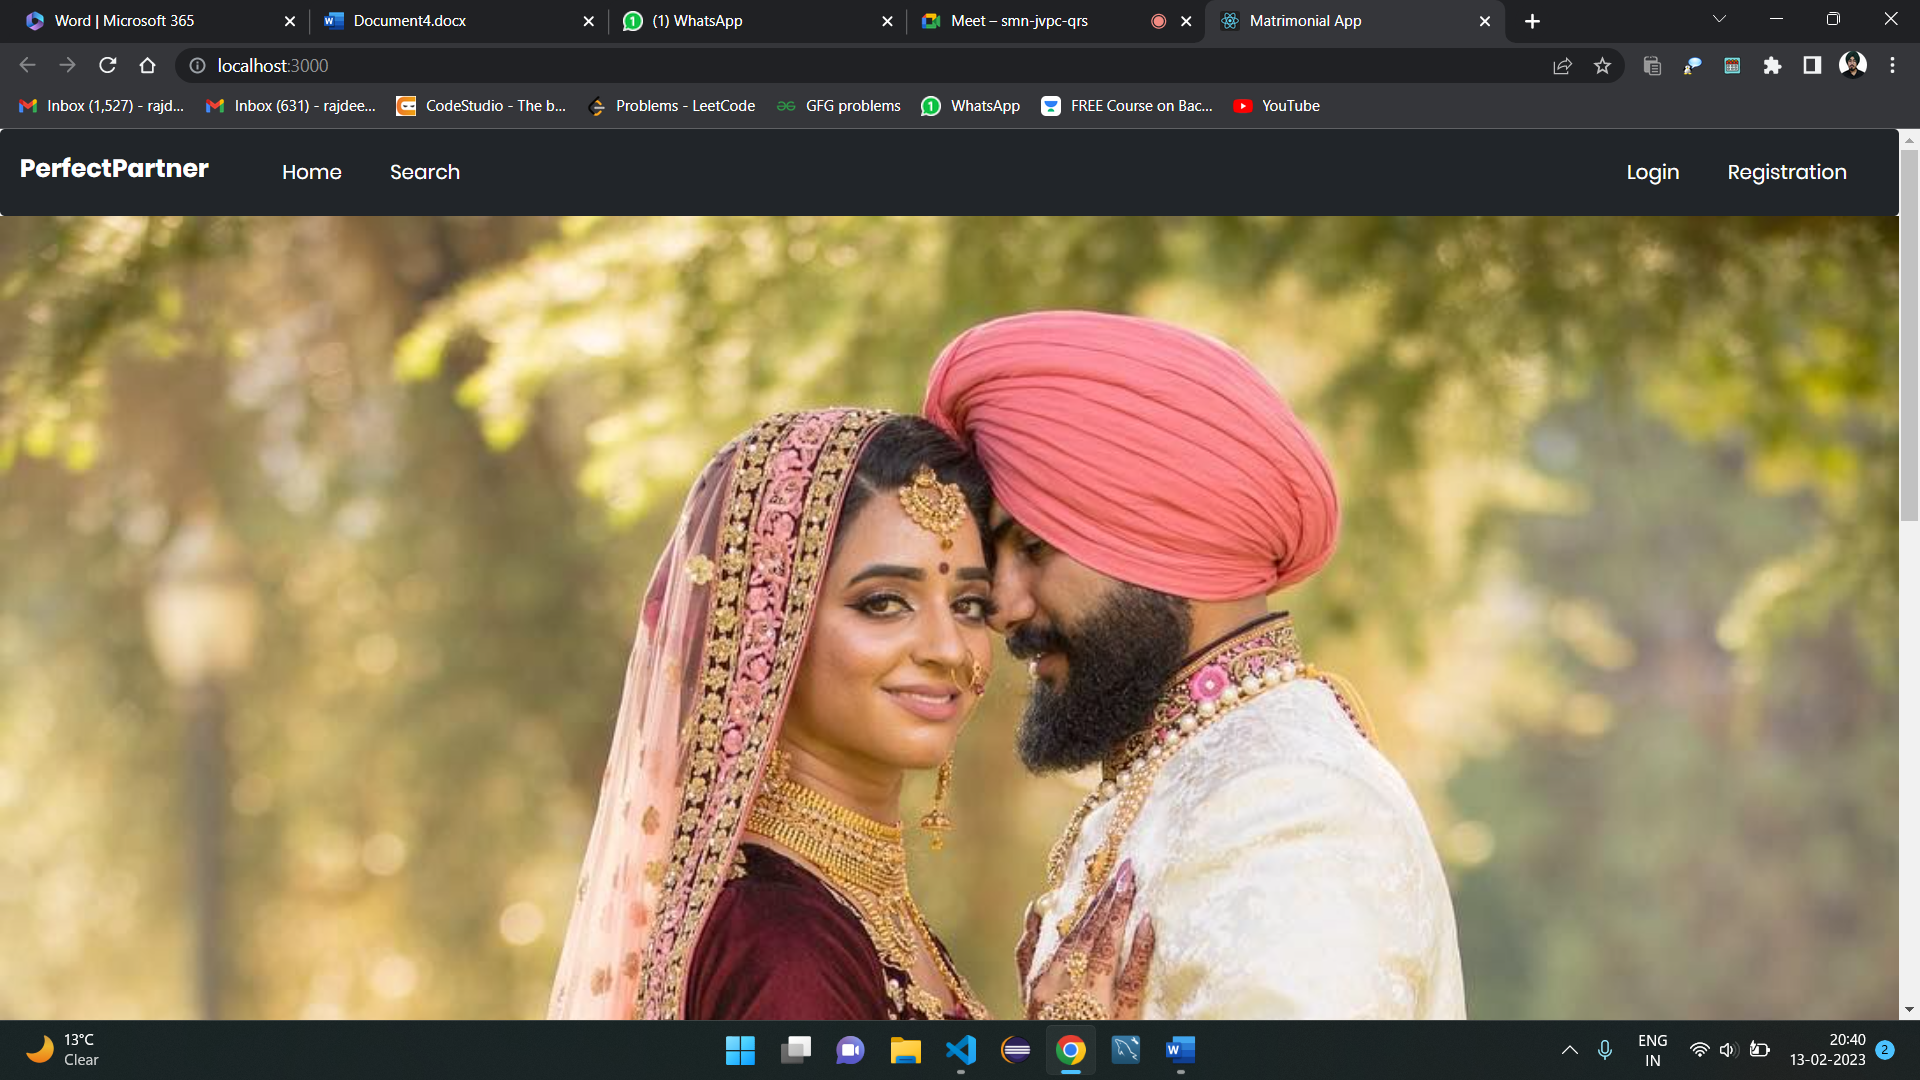 Word | Microsoft 365
Document4.docx
(1) WhatsApp
Meet – smn-jvpc-qrs
Matrimonial App
localhost:3000
Inbox (1,527) - rajd...
Inbox (631) - rajdee...
CodeStudio - The b...
Problems - LeetCode
GFG problems
1
WhatsApp
FREE Course on Bac...
YouTube
PerfectPartner
Home
Search
Login
Registration
13°C
Clear
ENG
IN
20:40
13-02-2023
2